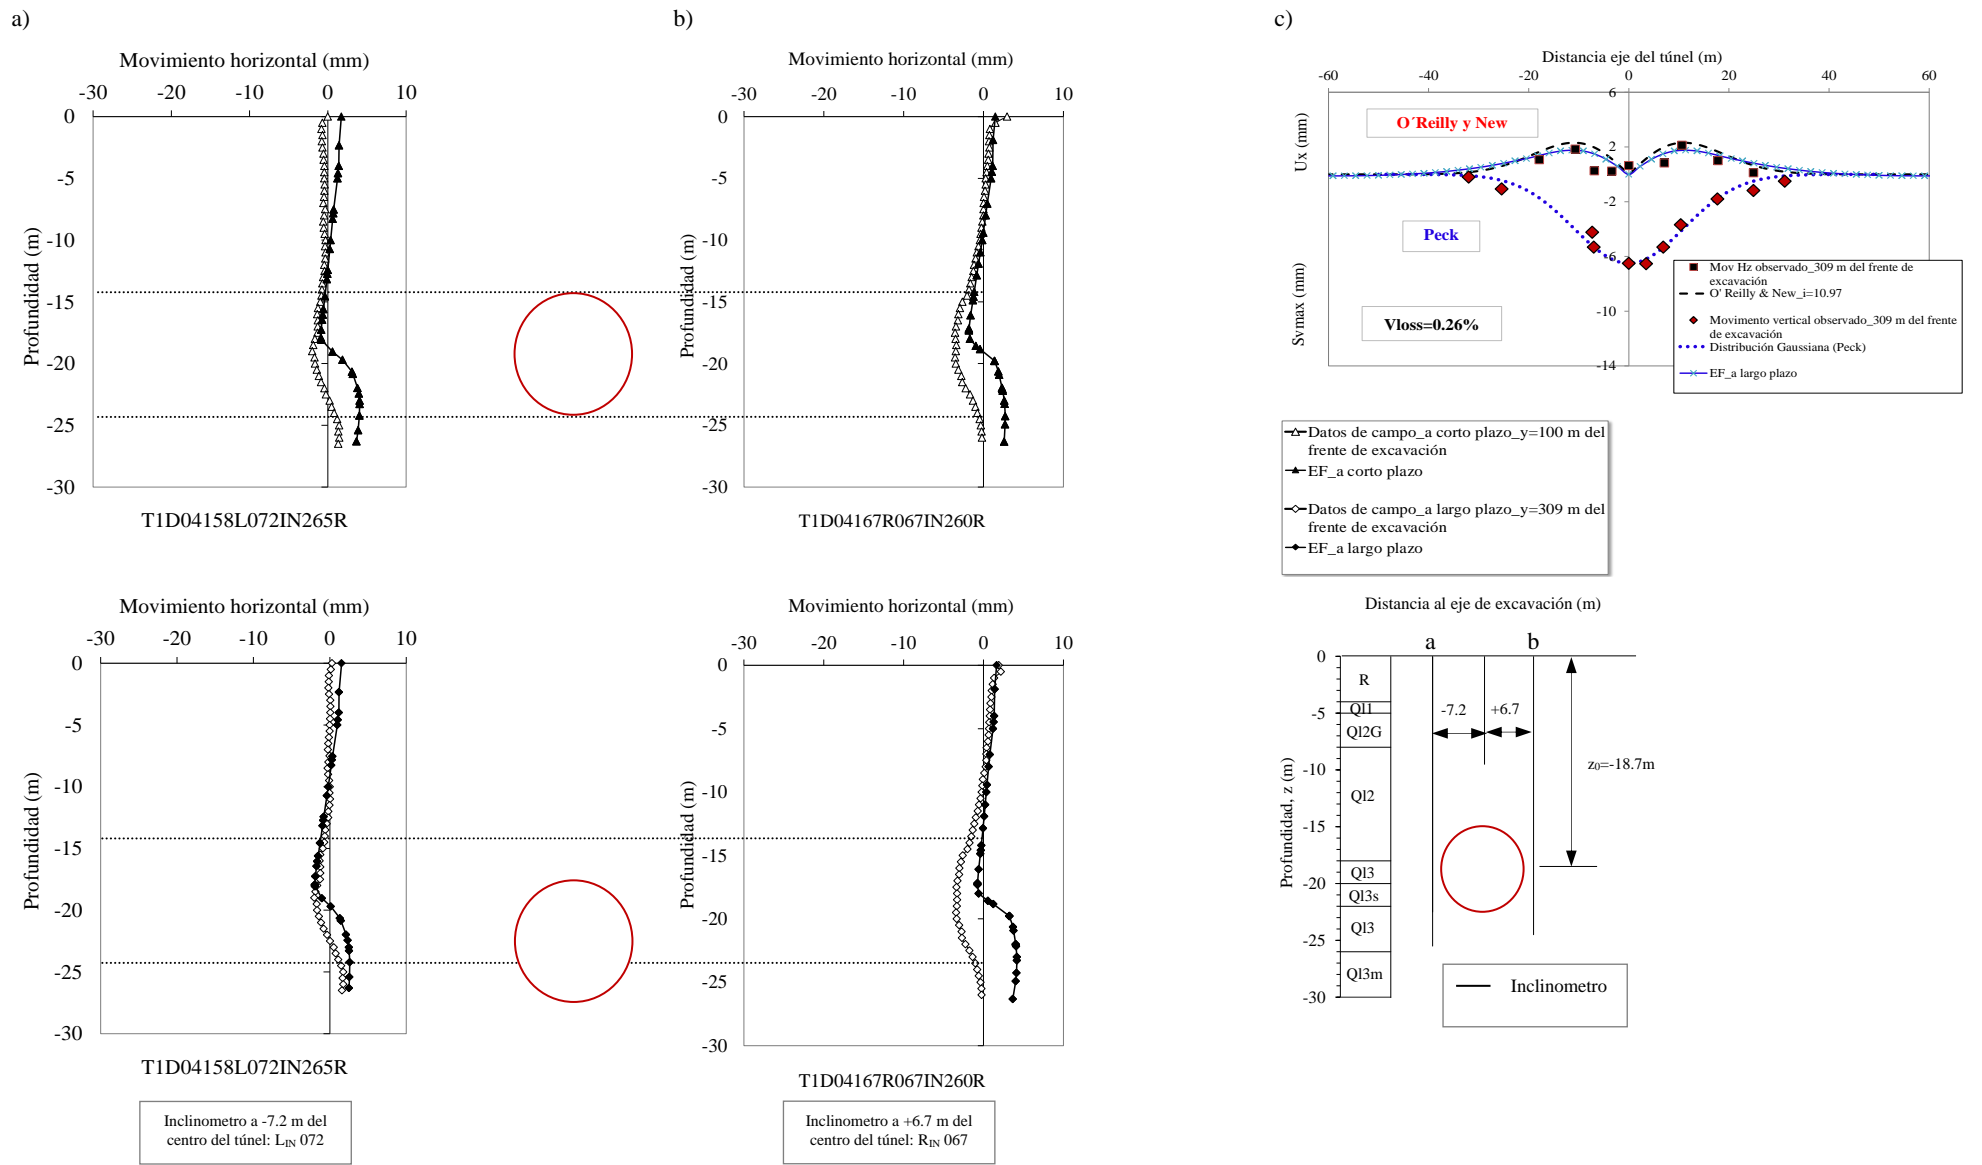 a)
b)
c)
Movimiento horizontal (mm)
-30 -20 -10 0 10
0
-5
-10
-15
-20
-25
-30
Profundidad (m)
T1D04158L072IN265R
Movimiento horizontal (mm)
-30 -20 -10 0 10
0
-5
-10
-15
-20
-25
-30
Profundidad (m)
T1D04167R067IN260R
Distancia eje del túnel (m)
-60 -40 -20 0 20 40 60
6
2
-2
-6
-10
-14
Ux (mm)
Svmax (mm)
O´Reilly y New
Peck
Vloss=0.26%
Mov Hz observado_309 m del frente de
excavación
O' Reilly & New_i=10.97
Movimento vertical observado_309 m del frente
de excavación
Distribución Gaussiana (Peck)
EF_a largo plazo
Datos de campo_a corto plazo_y=100 m del
frente de excavación
EF_a corto plazo
Datos de campo_a largo plazo_y=309 m del
frente de excavación
EF_a largo plazo
Movimiento horizontal (mm)
-30 -20 -10 0 10
0
-5
-10
-15
-20
-25
-30
Profundidad (m)
T1D04158L072IN265R
Inclinometro a -7.2 m del
centro del túnel: LIN 072
Movimiento horizontal (mm)
-30 -20 -10 0 10
0
-5
-10
-15
-20
-25
-30
Profundidad (m)
T1D04167R067IN260R
Inclinometro a +6.7 m del
centro del túnel: RIN 067
Distancia al eje de excavación (m)
a b
0
-5
-10
-15
-20
-25
-30
Profundidad, z (m)
R
Ql1
Ql2G
Ql2
Ql3
Ql3s
Ql3
Ql3m
-7.2 +6.7
z0=-18.7m
Inclinometro